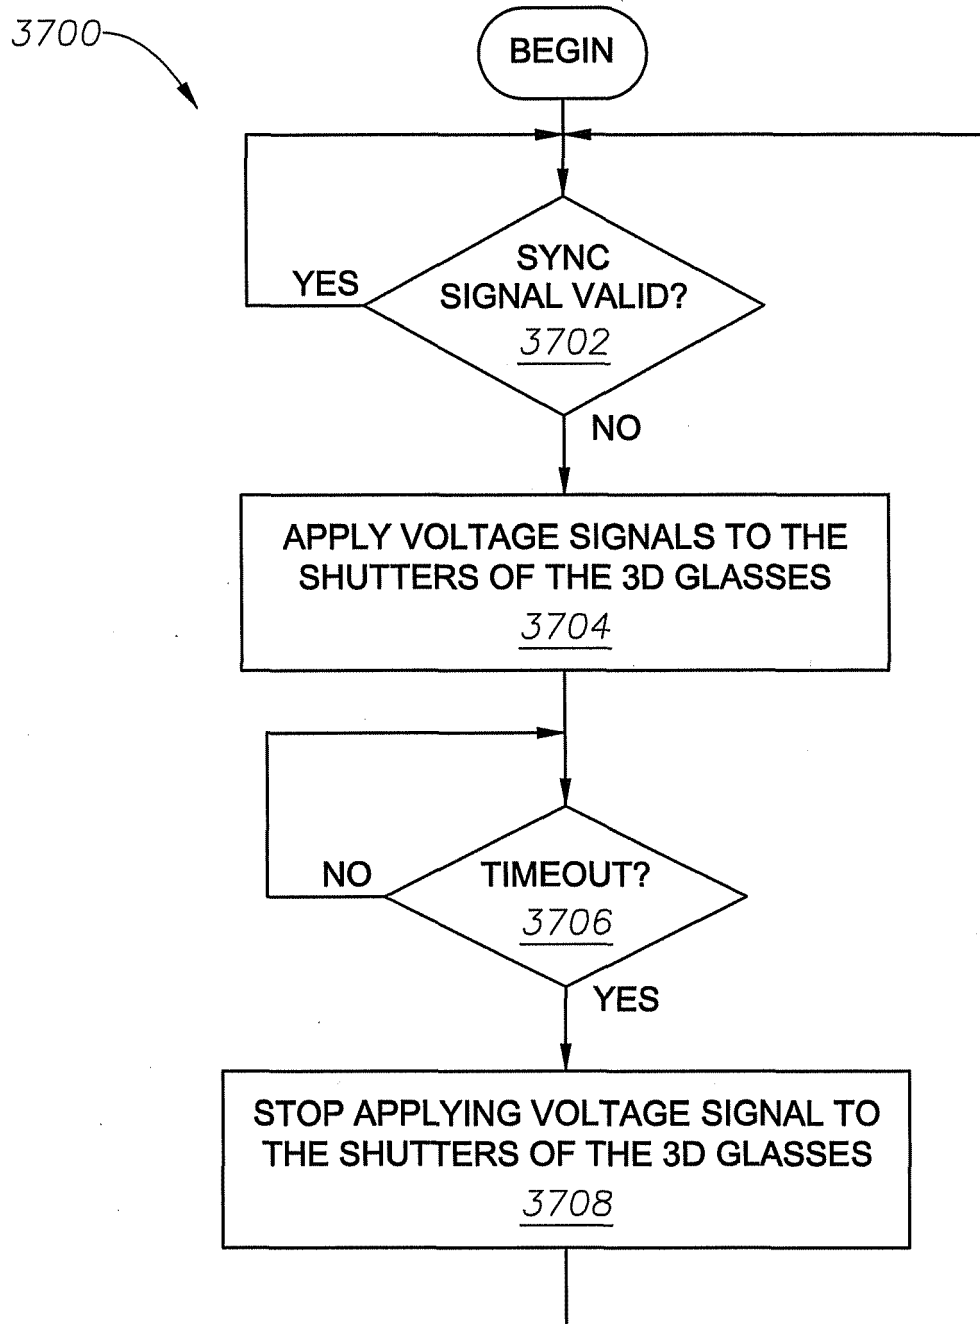 3700
BEGIN
SYNC
SIGNAL VALID?
3702
YES
NO
APPLY VOLTAGE SIGNALS TO THE
SHUTTERS OF THE 3D GLASSES
3704
TIMEOUT?
NO
3706
YES
STOP APPLYING VOLTAGE SIGNAL TO
THE SHUTTERS OF THE 3D GLASSES
3708